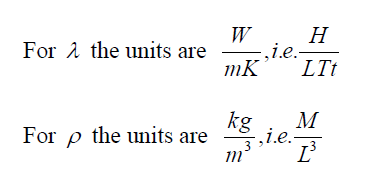 For λ the units are W/mK, i.e. H/LTt
For ρ the units are kg/m³, i.e. M/L³